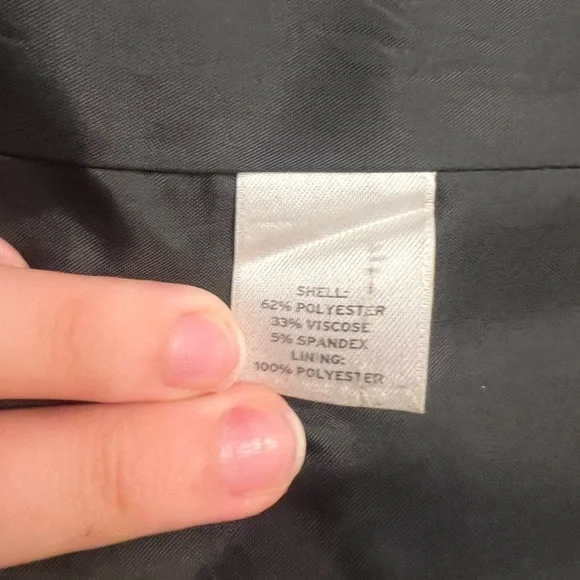 SHELL:
62% POLYESTER
33% VISCOSE
5% SPANDEX
LINING:
100% POLYESTER